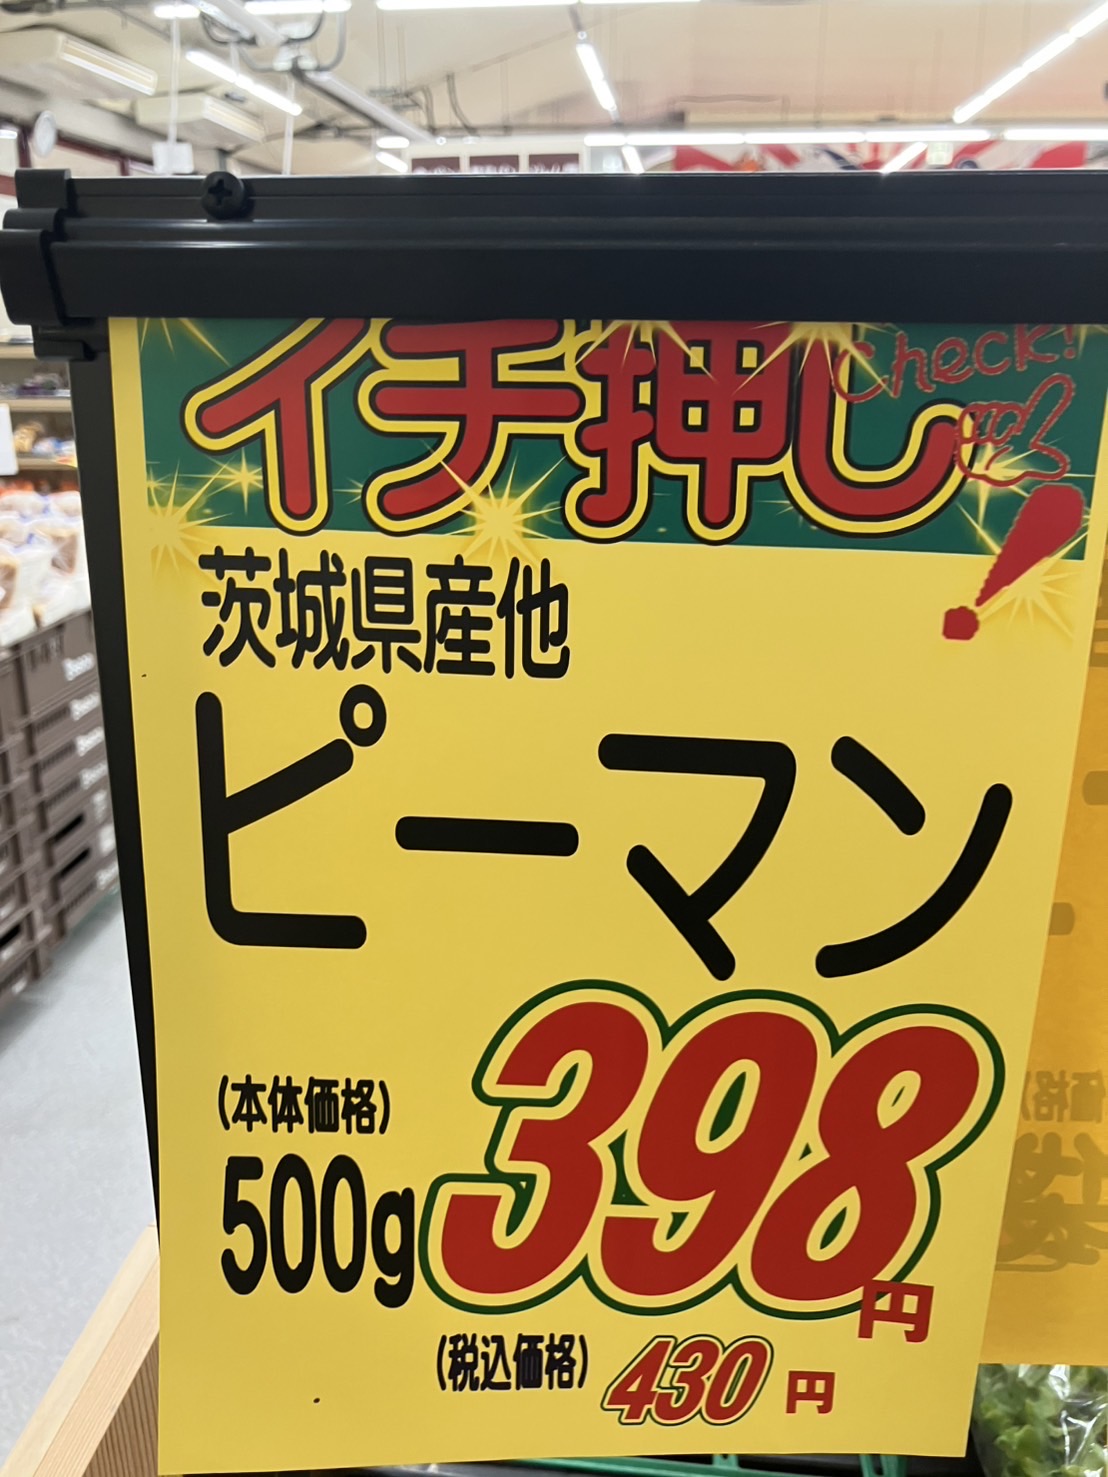 イチ押し
Check!
!
茨城県産他
ピーマン
(本体価格)
500g 398円
(税込価格) 430円